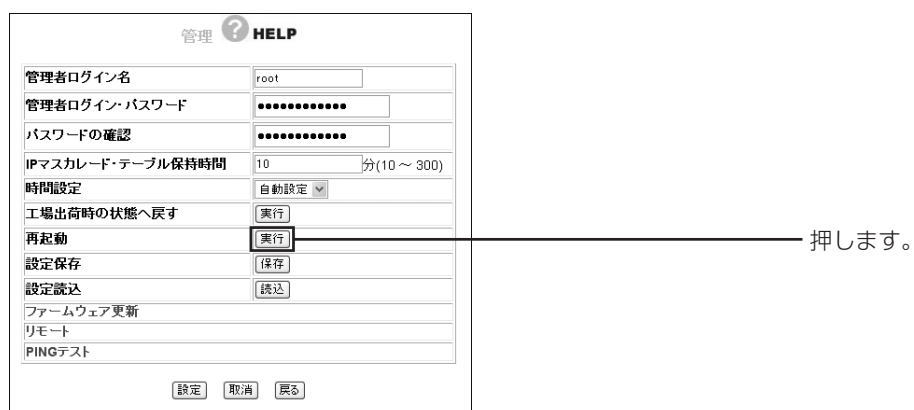 管理 ? HELP
管理者ログイン名 root
管理者ログイン・パスワード ●●●●●●●●●●●●
パスワードの確認 ●●●●●●●●●●●●
IPマスカレード・テーブル保持時間 10 分(10 ～ 300)
時間設定 自動設定
工場出荷時の状態へ戻す 実行
再起動 実行 押します。
設定保存 保存
設定読込 読込
ファームウェア更新
リモート
PINGテスト
設定 取消 戻る